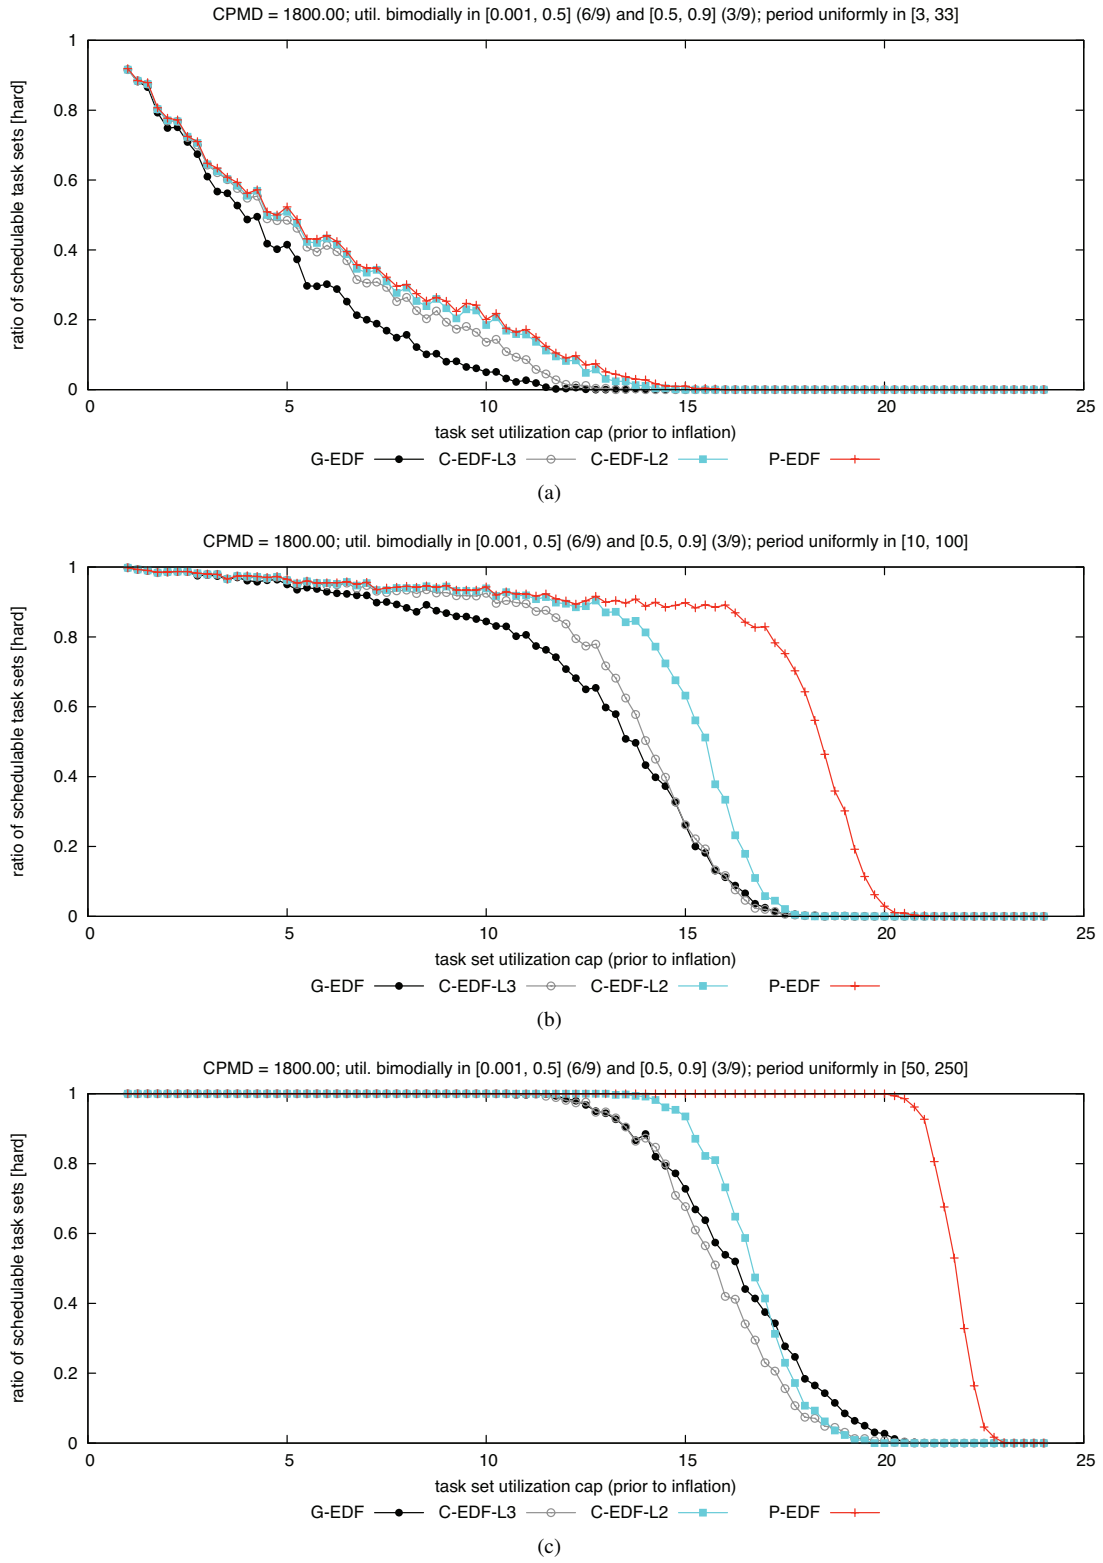 CPMD = 1800.00; util. bimodially in [0.001, 0.5] (6/9) and [0.5, 0.9] (3/9); period uniformly in [3, 33]
ratio of schedulable task sets [hard]
1
0.8
0.6
0.4
0.2
0
0 5 10 15 20 25
task set utilization cap (prior to inflation)
G-EDF C-EDF-L3 C-EDF-L2 P-EDF
(a)
CPMD = 1800.00; util. bimodially in [0.001, 0.5] (6/9) and [0.5, 0.9] (3/9); period uniformly in [10, 100]
ratio of schedulable task sets [hard]
1
0.8
0.6
0.4
0.2
0
0 5 10 15 20 25
task set utilization cap (prior to inflation)
G-EDF C-EDF-L3 C-EDF-L2 P-EDF
(b)
CPMD = 1800.00; util. bimodially in [0.001, 0.5] (6/9) and [0.5, 0.9] (3/9); period uniformly in [50, 250]
ratio of schedulable task sets [hard]
1
0.8
0.6
0.4
0.2
0
0 5 10 15 20 25
task set utilization cap (prior to inflation)
G-EDF C-EDF-L3 C-EDF-L2 P-EDF
(c)